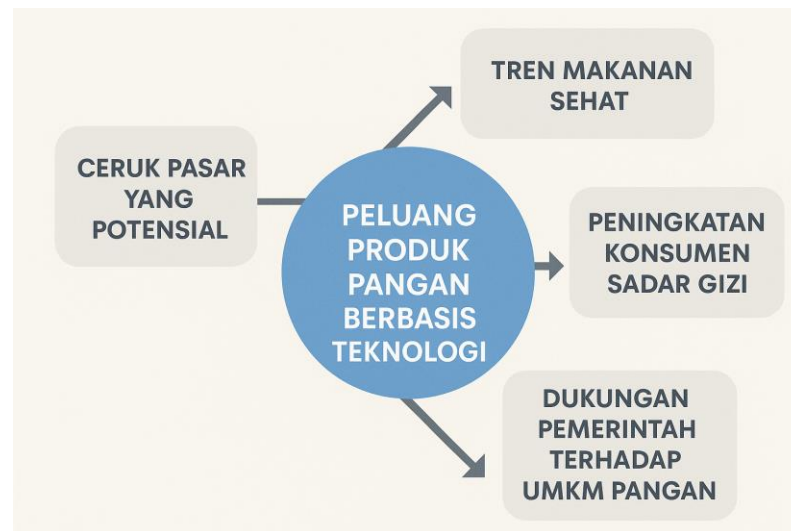 TREN MAKANAN
SEHAT
CERUK PASAR
YANG
POTENSIAL
PELUANG
PRODUK
PANGAN
BERBASIS
TEKNOLOGI
PENINGKATAN
KONSUMEN
SADAR GIZI
DUKUNGAN
PEMERINTAH
TERHADAP
UMKM PANGAN